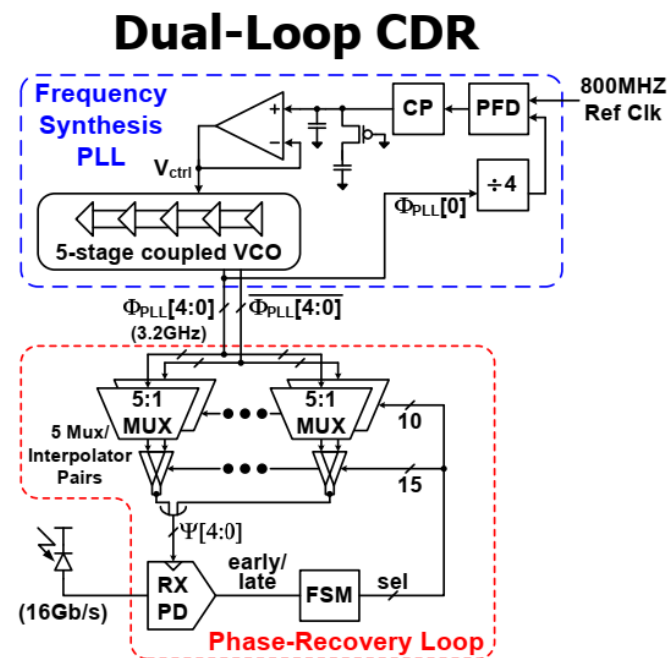 Dual-Loop CDR
Frequency
Synthesis
PLL
800MHZ
Ref Clk
CP
PFD
+
−
÷4
Vctrl
ΦPLL[0]
5-stage coupled VCO
ΦPLL[4:0]
Φ̅P̅L̅L̅[̅4̅:̅0̅]̅
(3.2GHz)
5:1
MUX
5:1
MUX
10
5 Mux/
Interpolator
Pairs
15
Ψ[4:0]
RX
PD
early/
late
FSM
sel
(16Gb/s)
Phase-Recovery Loop